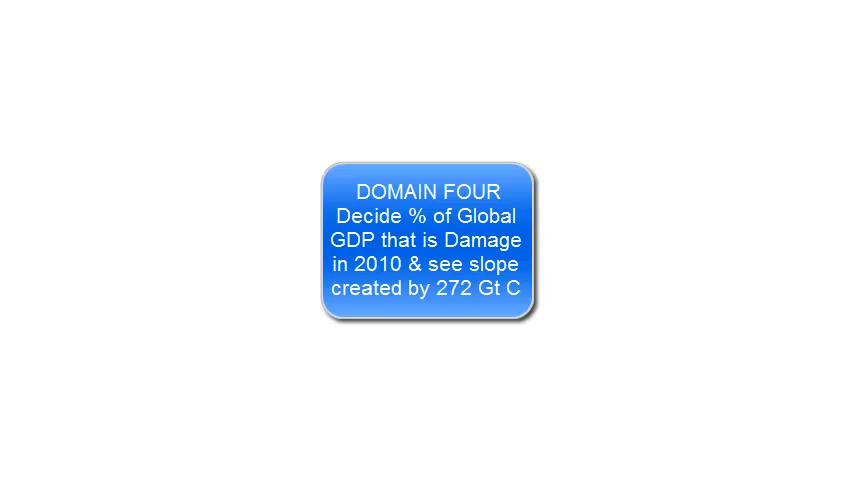 DOMAIN FOUR
Decide % of Global
GDP that is Damage
in 2010 & see slope
created by 272 Gt C